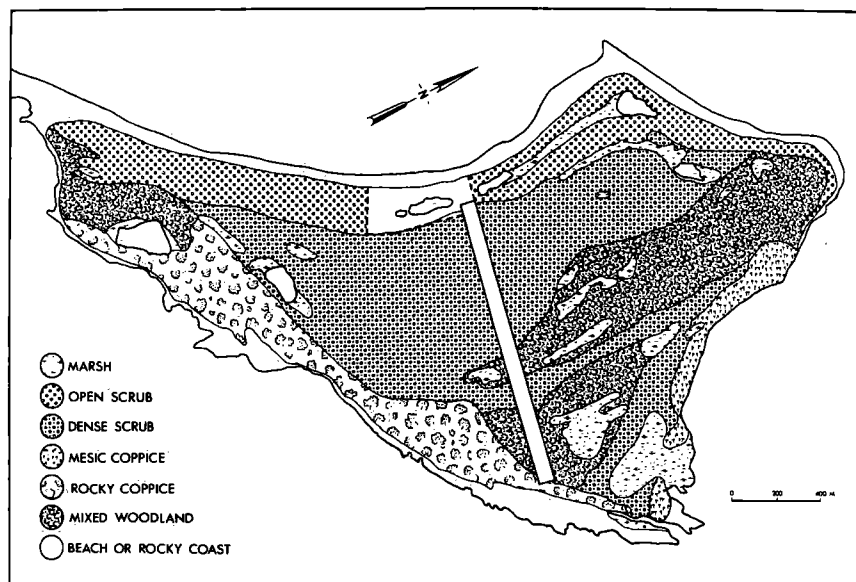 N
MARSH
OPEN SCRUB
DENSE SCRUB
MESIC COPPICE
ROCKY COPPICE
MIXED WOODLAND
BEACH OR ROCKY COAST
0 200 400 M